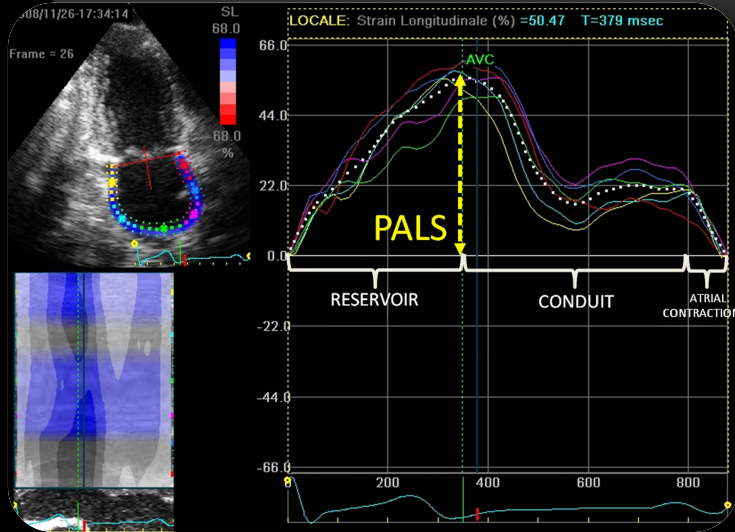 008/11/26-17:34:14
Frame = 26
SL
68.0
-68.0
%
LOCALE: Strain Longitudinale (%) =50.47 T=379 msec
66.0
AVC
44.0
22.0
PALS
0.0
RESERVOIR
CONDUIT
ATRIAL
CONTRACTION
-22.0
-44.0
-66.0
0
200
400
600
800